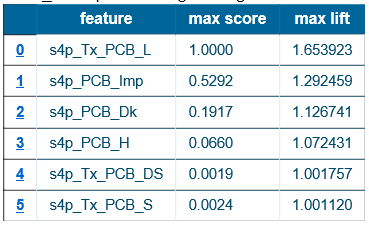 feature max score max lift
0 s4p_Tx_PCB_L 1.0000 1.653923
1 s4p_PCB_Imp 0.5292 1.292459
2 s4p_PCB_Dk 0.1917 1.126741
3 s4p_PCB_H 0.0660 1.072431
4 s4p_Tx_PCB_DS 0.0019 1.001757
5 s4p_Tx_PCB_S 0.0024 1.001120